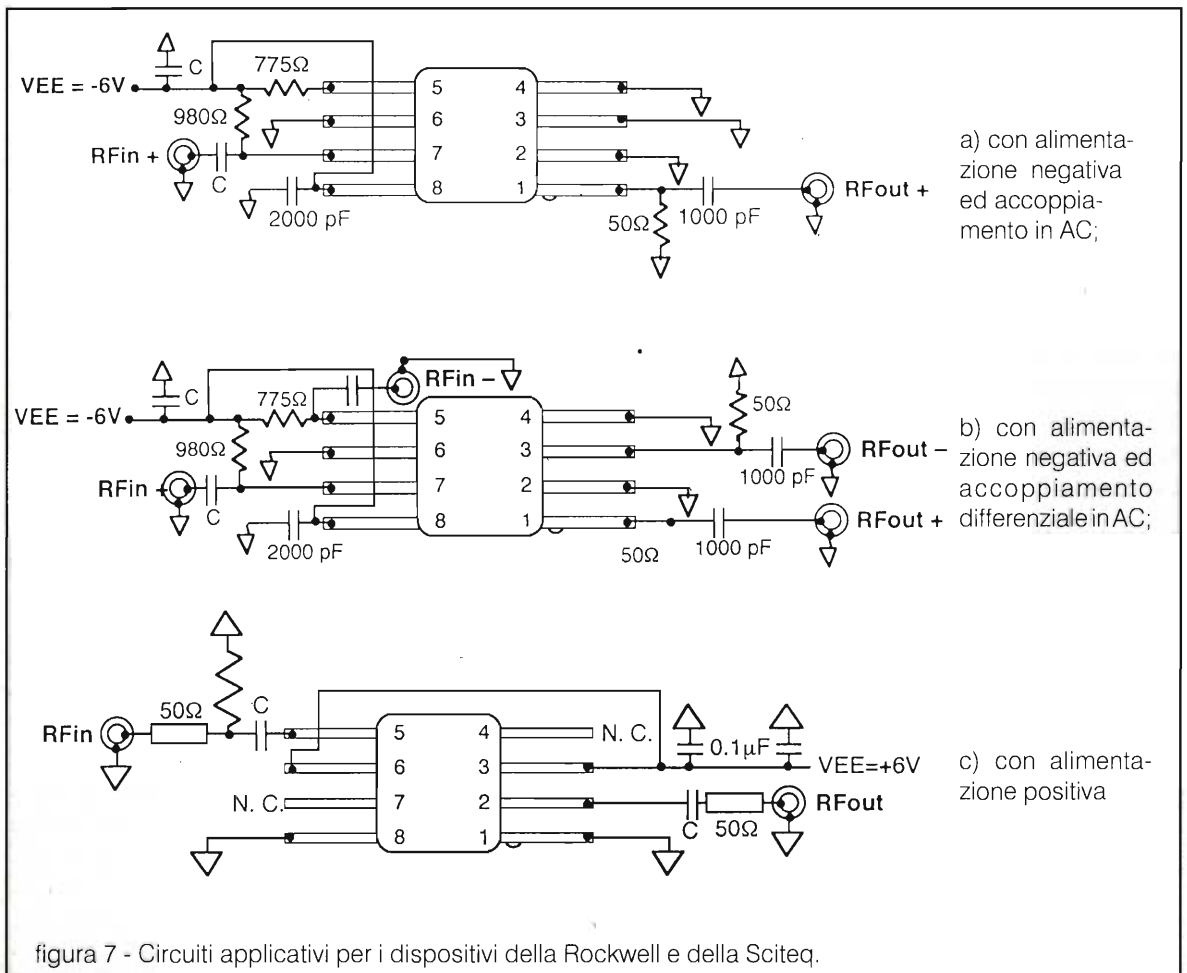 775Ω
C
VEE = -6V
980Ω
RFin +
C
2000 pF
5
6
7
8
4
3
2
1
50Ω
1000 pF
RFout +
a) con alimenta-
zione negativa
ed accoppia-
mento in AC;
RFin −
C
775Ω
VEE = -6V
980Ω
RFin +
C
2000 pF
5
6
7
8
4
3
2
1
50Ω
1000 pF
RFout −
50Ω
1000 pF
RFout +
b) con alimenta-
zione negativa ed
accoppiamento
differenziale in AC;
RFin
50Ω
C
N. C.
5
6
7
8
4
3
2
1
N. C.
0.1µF
VEE=+6V
C
50Ω
RFout
c) con alimenta-
zione positiva
figura 7 - Circuiti applicativi per i dispositivi della Rockwell e della Sciteq.